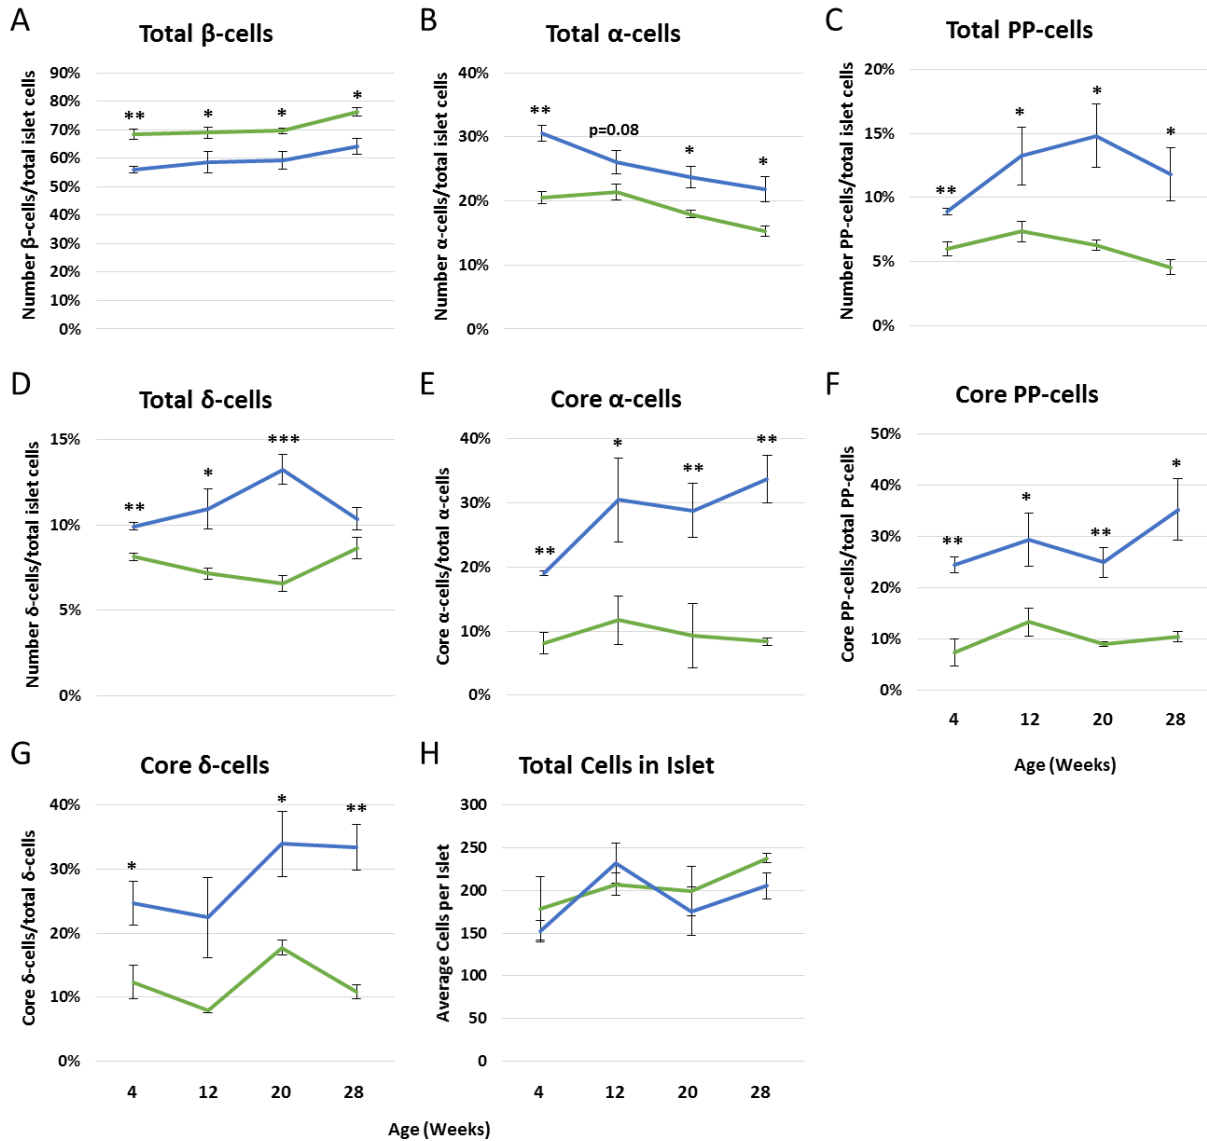 A
Total β-cells
Number β-cells/total islet cells
90%
80%
70%
60%
50%
40%
30%
20%
10%
0%
**
*
*
*
B
Total α-cells
Number α-cells/total islet cells
40%
30%
20%
10%
0%
**
p=0.08
*
*
C
Total PP-cells
Number PP-cells/total islet cells
20%
15%
10%
5%
0%
**
*
*
*
D
Total δ-cells
Number δ-cells/total islet cells
15%
10%
5%
0%
**
*
***
E
Core α-cells
Core α-cells/total α-cells
40%
30%
20%
10%
0%
**
*
**
**
F
Core PP-cells
Core PP-cells/total PP-cells
50%
40%
30%
20%
10%
0%
**
*
**
*
4 12 20 28
Age (Weeks)
G
Core δ-cells
Core δ-cells/total δ-cells
40%
30%
20%
10%
0%
*
*
**
4 12 20 28
H
Total Cells in Islet
Average Cells per Islet
300
250
200
150
100
50
0
4 12 20 28
Age (Weeks)